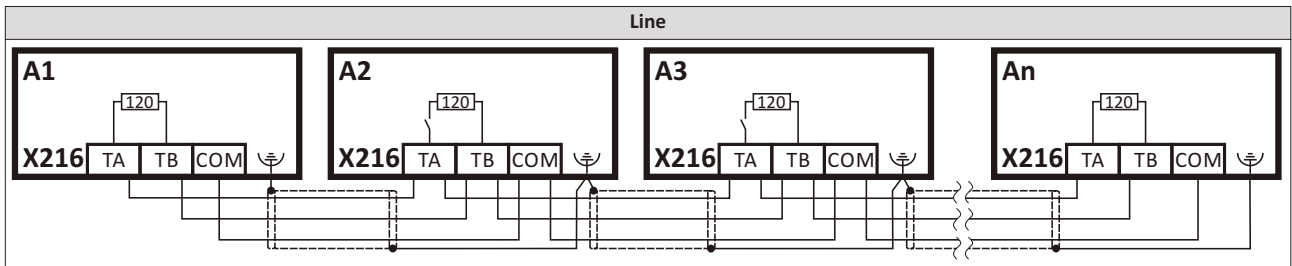 Line
A1 A2 A3 An
120 120 120 120
X216 TA TB COM X216 TA TB COM X216 TA TB COM X216 TA TB COM